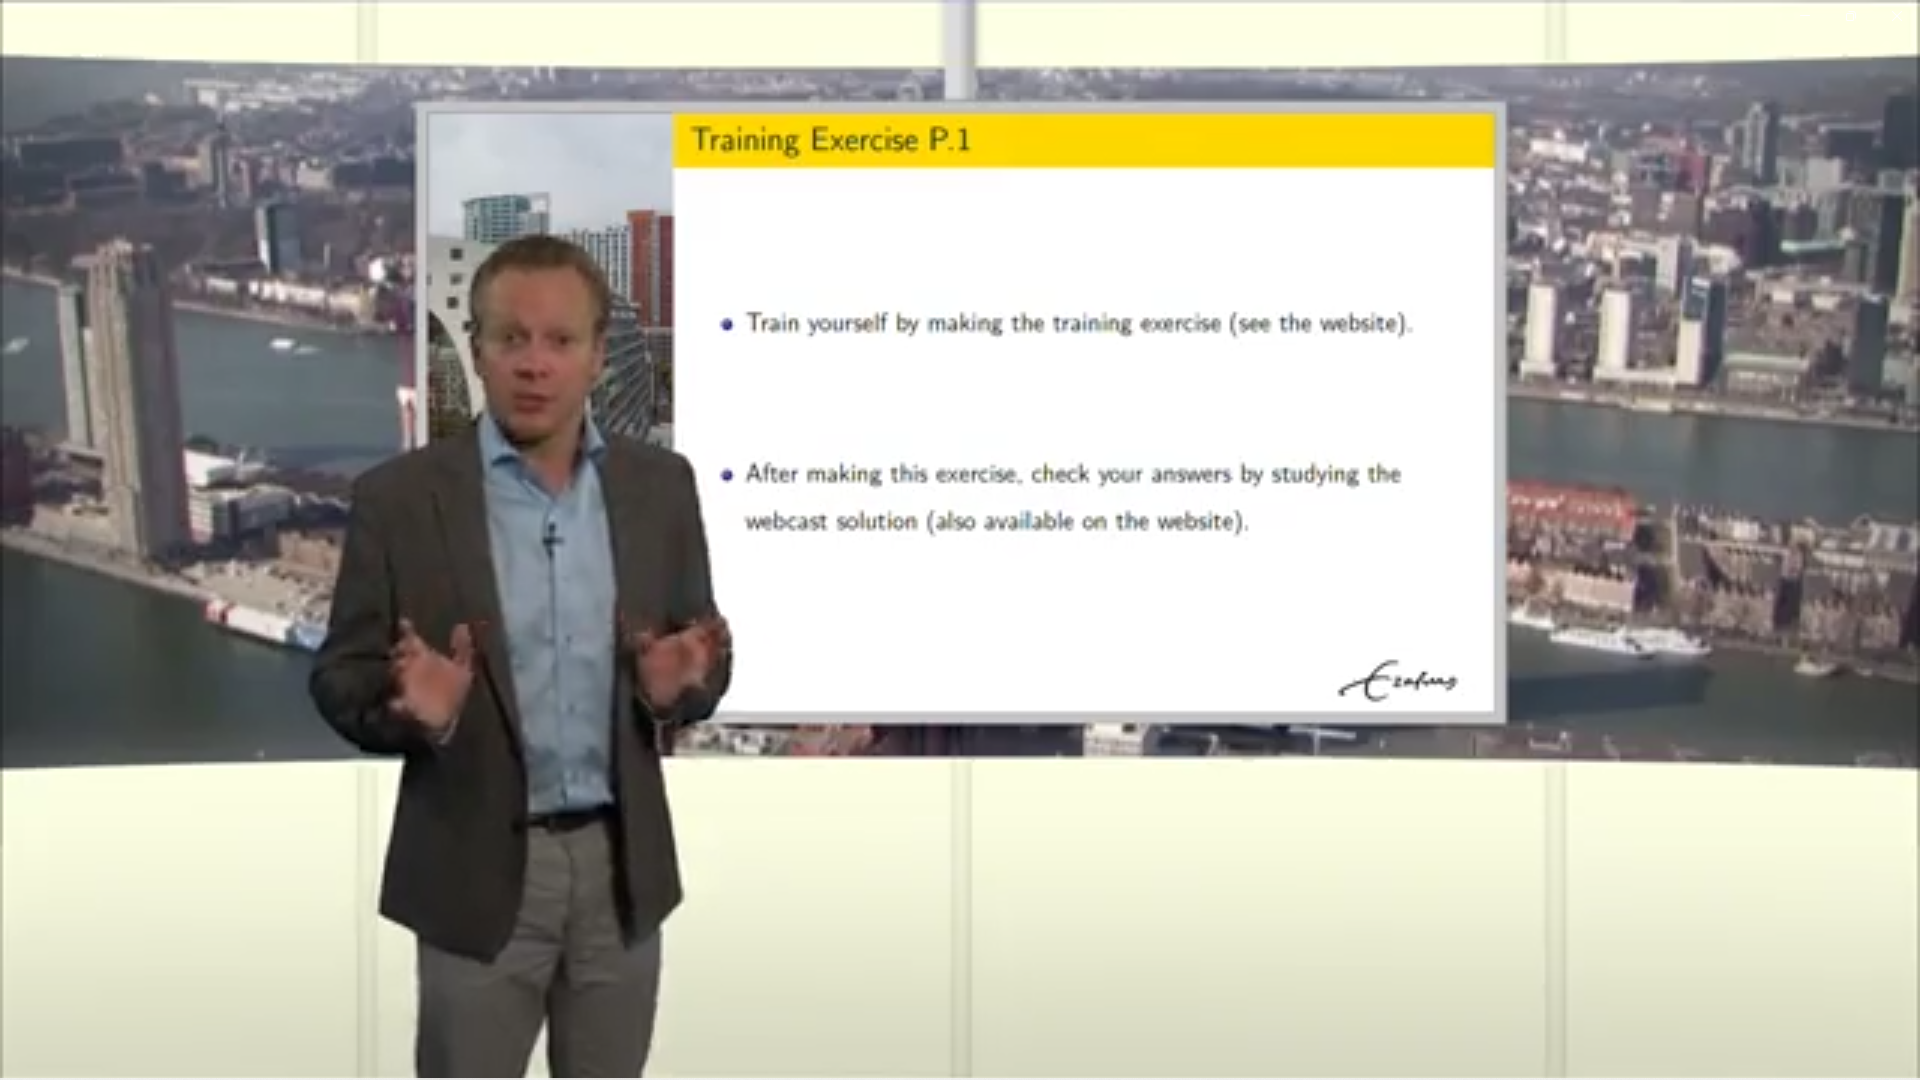 Training Exercise P.1
Train yourself by making the training exercise (see the website).
After making this exercise, check your answers by studying the
webcast solution (also available on the website).
Erasmus